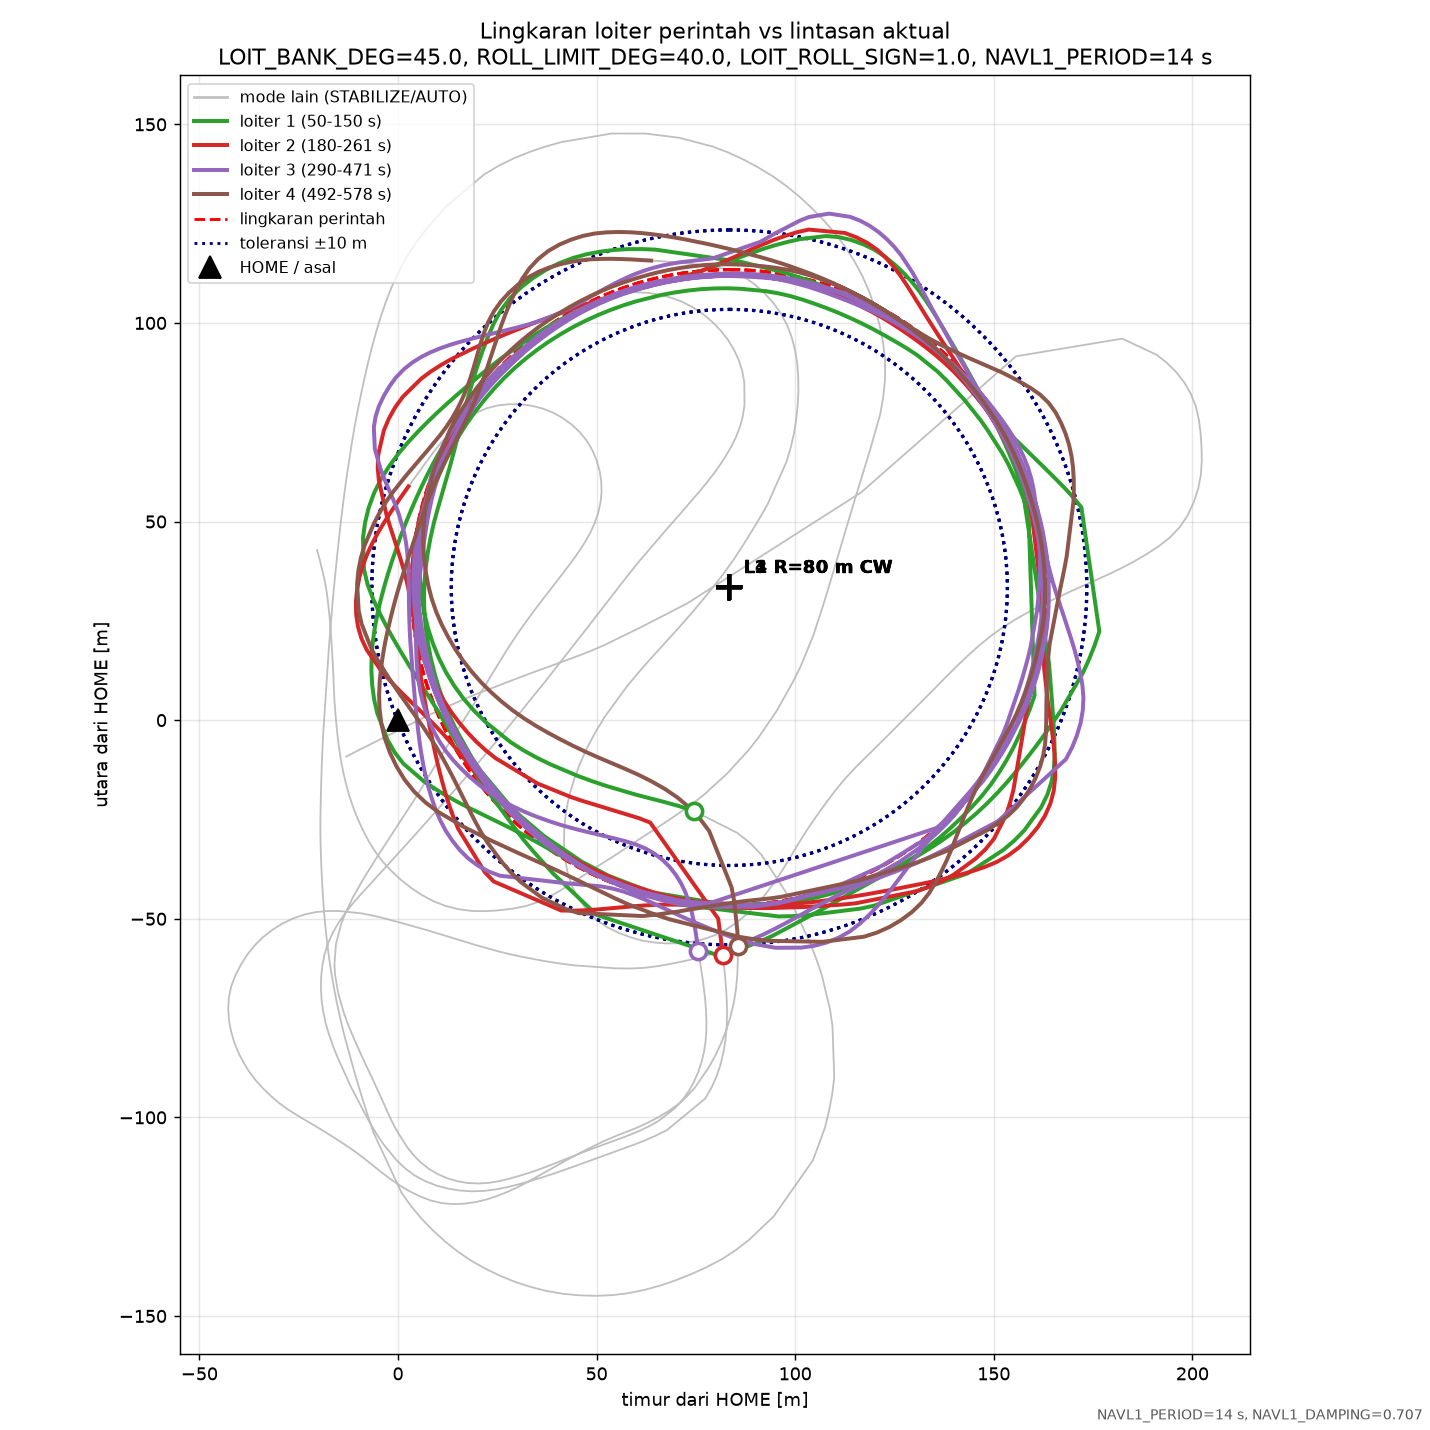 Lingkaran loiter perintah vs lintasan aktual
LOIT_BANK_DEG=45.0, ROLL_LIMIT_DEG=40.0, LOIT_ROLL_SIGN=1.0, NAVL1_PERIOD=14 s
mode lain (STABILIZE/AUTO)
loiter 1 (50-150 s)
loiter 2 (180-261 s)
loiter 3 (290-471 s)
loiter 4 (492-578 s)
lingkaran perintah
toleransi ±10 m
HOME / asal
150
100
50
0
−50
−100
−150
utara dari HOME [m]
R=80 m CW
−50
0
50
100
150
200
timur dari HOME [m]
NAVL1_PERIOD=14 s, NAVL1_DAMPING=0.707